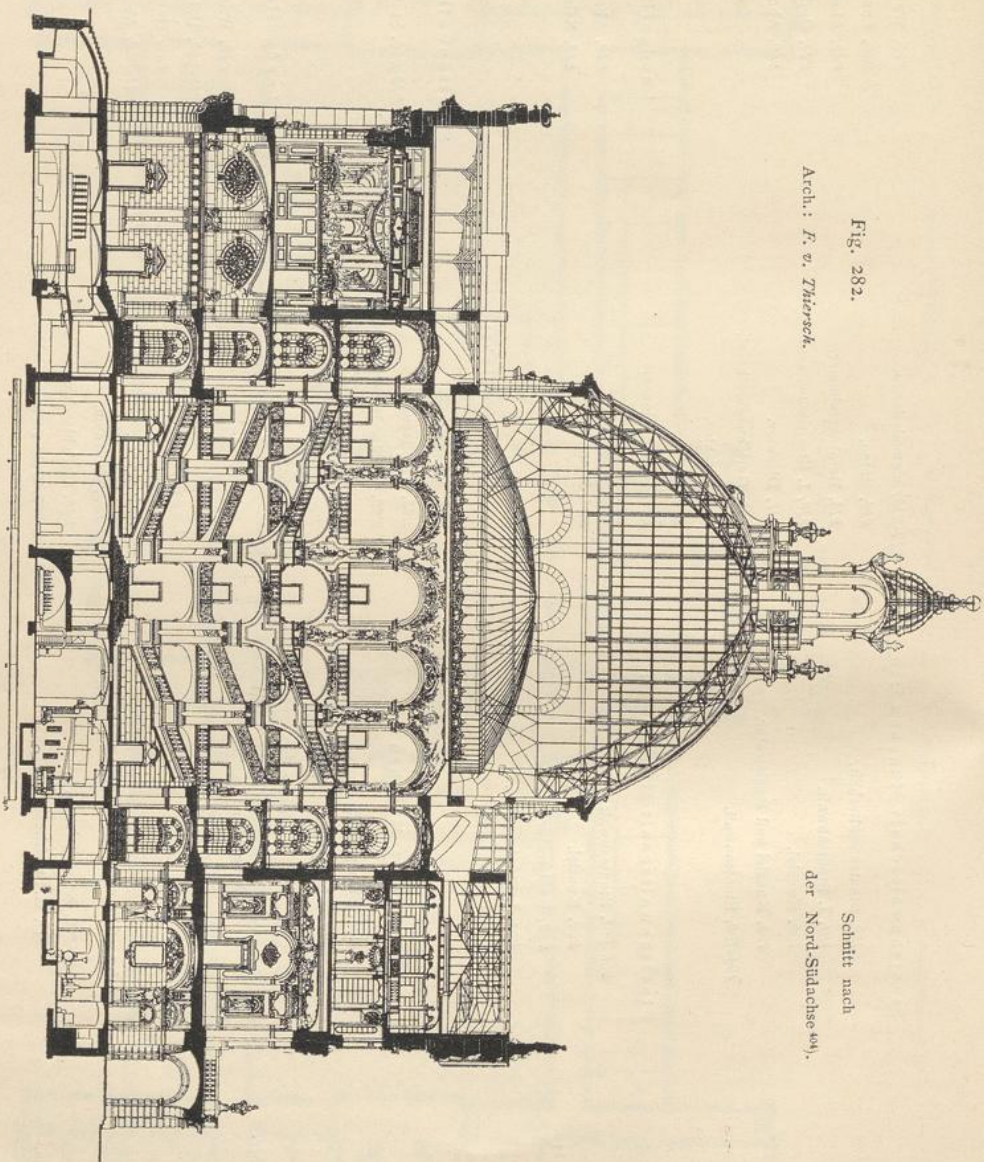 Fig. 282.
Arch.: F. v. Thiersch.
Schnitt nach
der Nord-Südachse 404).